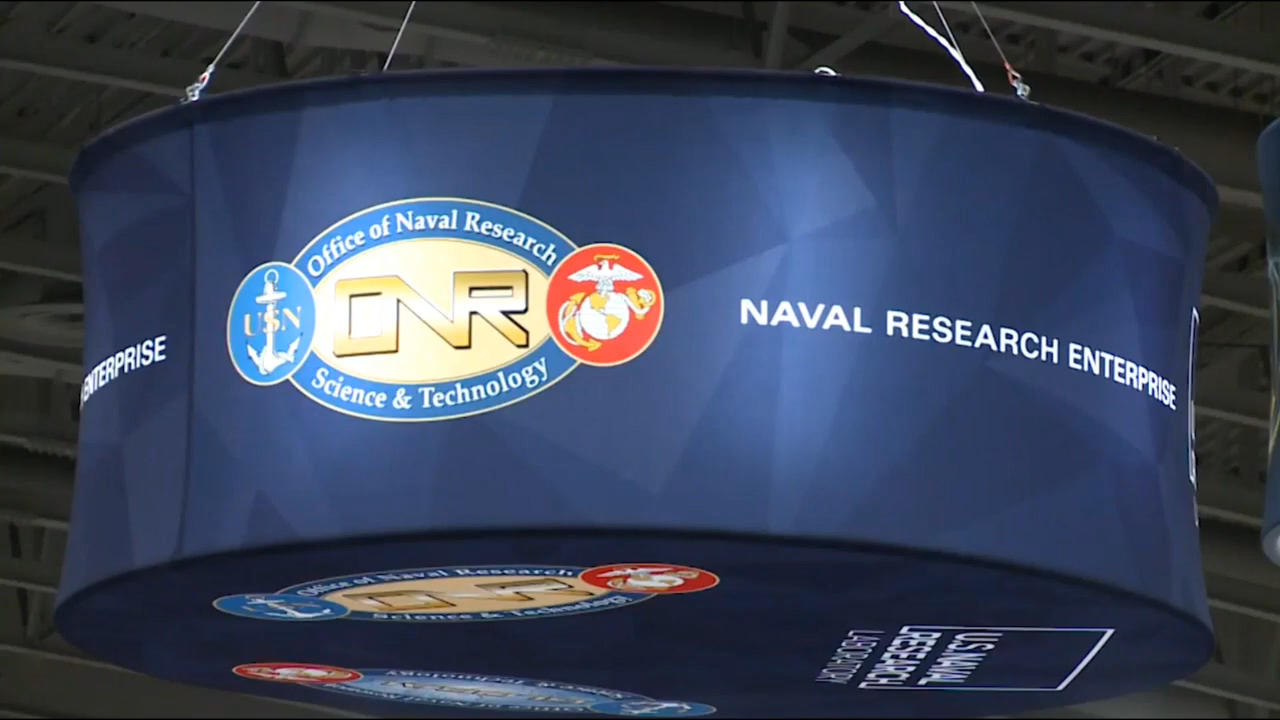 Office of Naval Research
USN
ONR
Science & Technology
ENTERPRISE
NAVAL RESEARCH ENTERPRISE
Office of Naval Research
ONR
Science & Technology
U.S. NAVAL
RESEARCH
LABORATORY